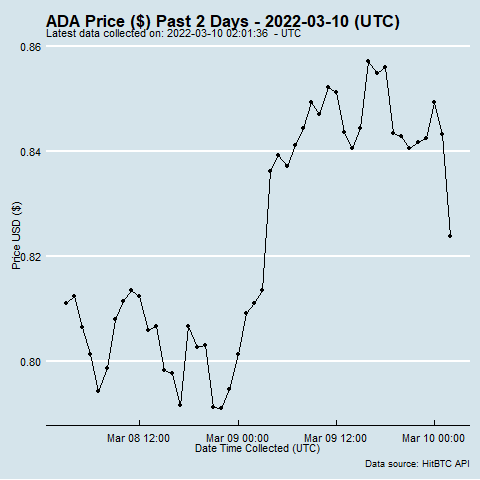 ADA Price ($) Past 2 Days - 2022-03-10 (UTC)
Latest data collected on: 2022-03-10 02:01:36  - UTC
0.86
0.84
0.82
0.80
Price USD ($)
Mar 08 12:00
Mar 09 00:00
Mar 09 12:00
Mar 10 00:00
Date Time Collected (UTC)
Data source: HitBTC API